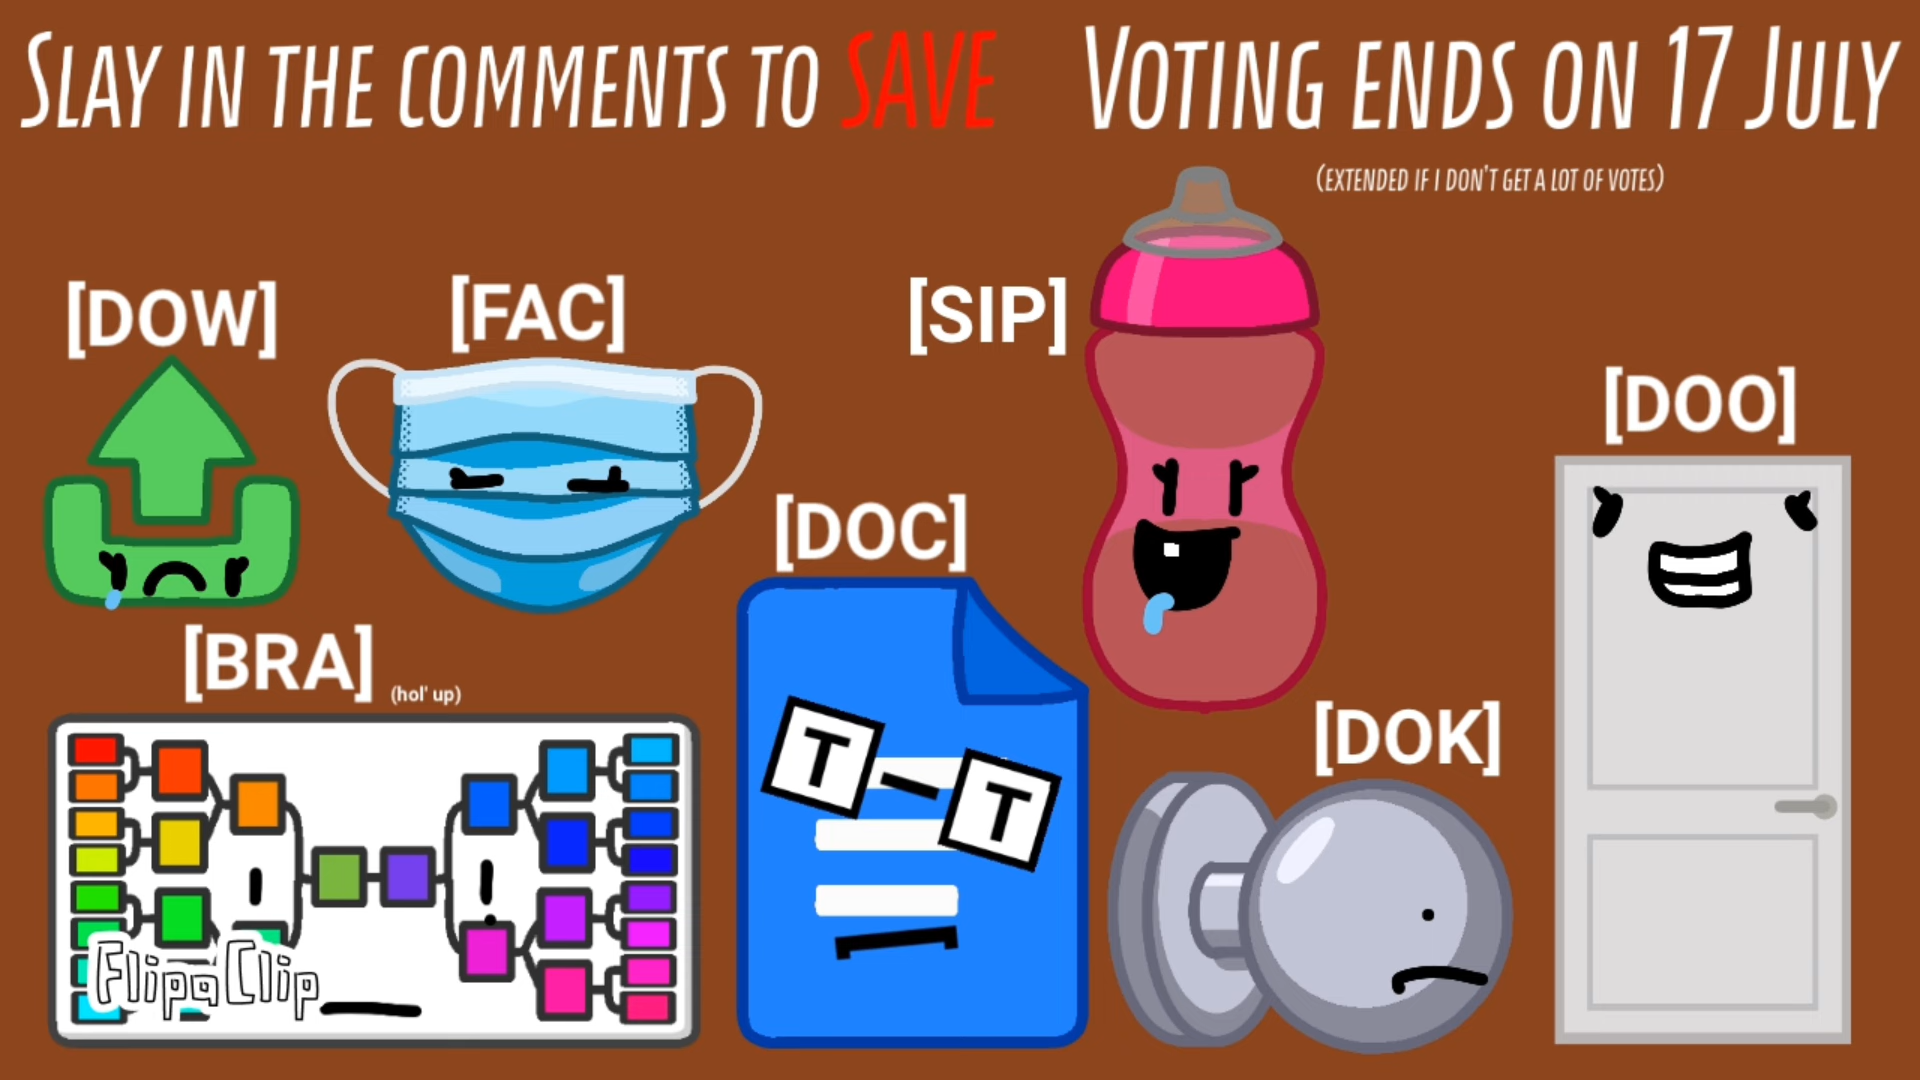 SLAY IN THE COMMENTS TO SAVE
VOTING ENDS ON 17 JULY
(EXTENDED IF I DON'T GET A LOT OF VOTES)
[DOW]
[FAC]
[SIP]
[DOO]
[DOC]
T-T
[BRA]
(hol' up)
[DOK]
FlipaClip